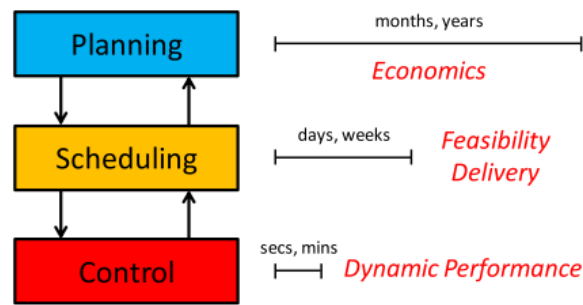 Planning
months, years
Economics
Scheduling
days, weeks
Feasibility
Delivery
Control
secs, mins
Dynamic Performance